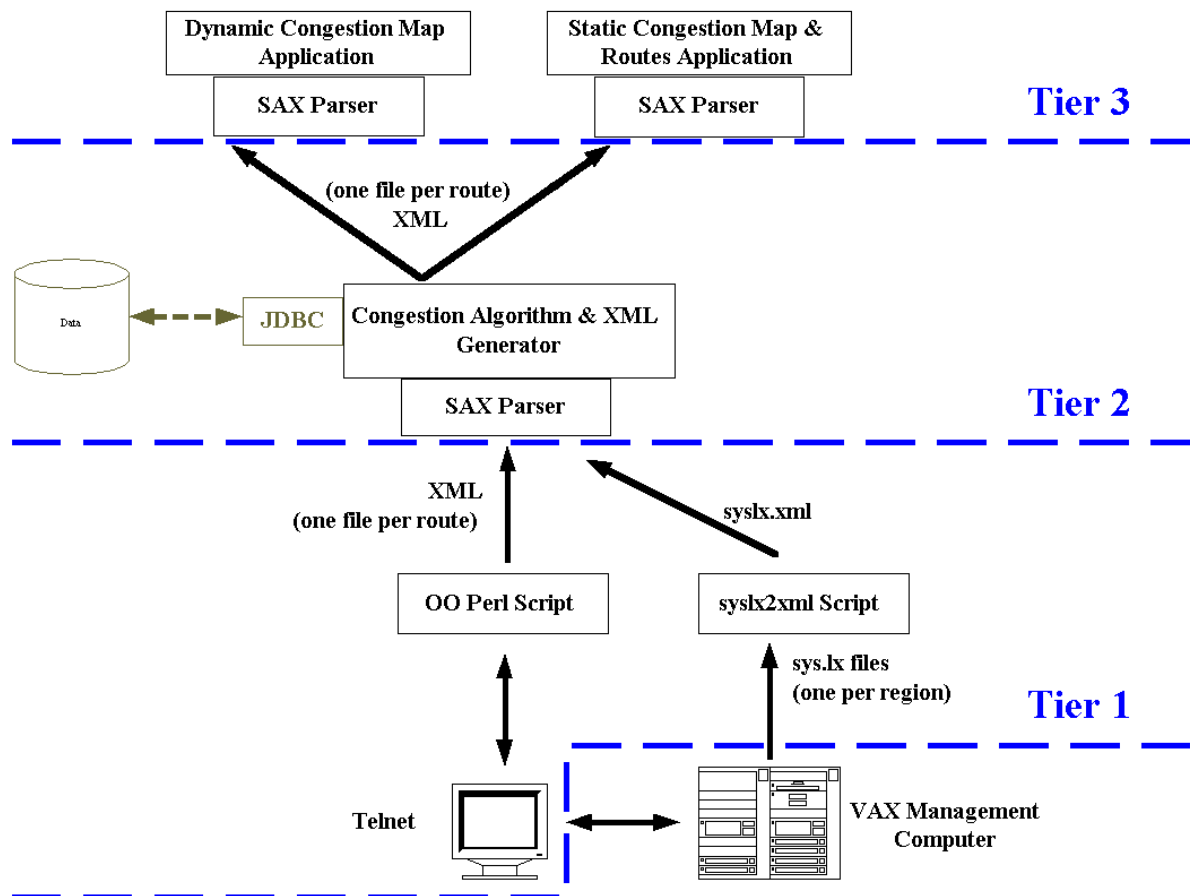 Dynamic Congestion Map
Application
Static Congestion Map &
Routes Application
SAX Parser
SAX Parser
Tier 3
(one file per route)
XML
Data
JDBC
Congestion Algorithm & XML
Generator
SAX Parser
Tier 2
XML
(one file per route)
syslx.xml
OO Perl Script
syslx2xml Script
sys.lx files
(one per region)
Tier 1
Telnet
VAX Management
Computer